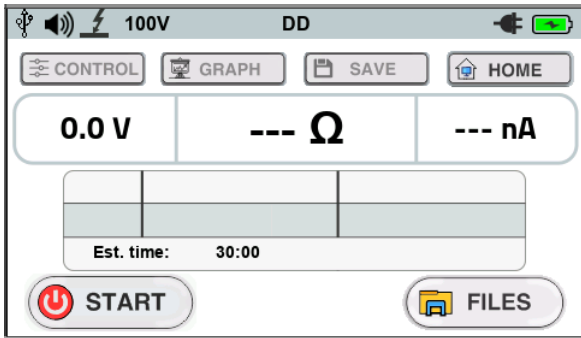 100V DD
CONTROL GRAPH SAVE HOME
0.0 V --- Ω --- nA
Est. time: 30:00
START FILES